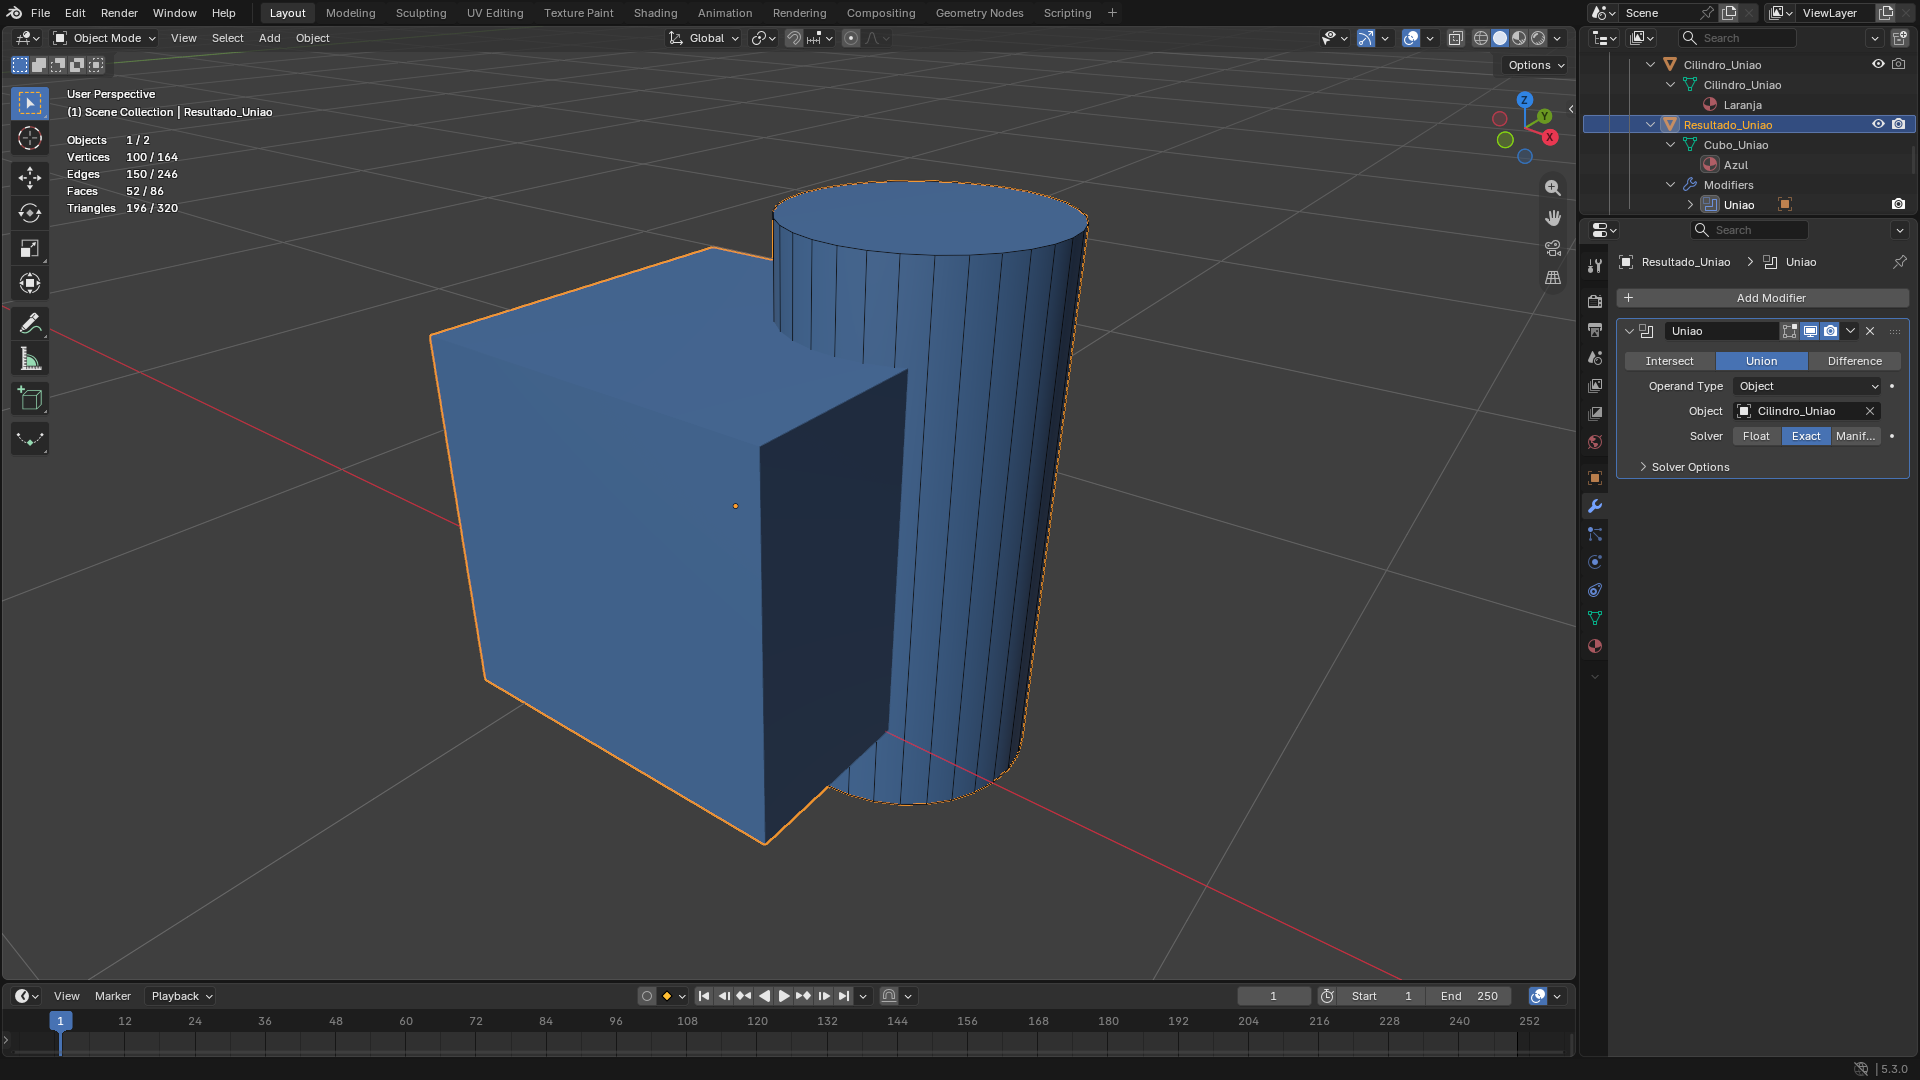 File Edit Render Window Help Layout Modeling Sculpting UV Editing Texture Paint Shading Animation Rendering Compositing Geometry Nodes Scripting + Scene ViewLayer
Object Mode View Select Add Object Global Search
Options
User Perspective
(1) Scene Collection | Resultado_Uniao
Objects 1 / 2
Vertices 100 / 164
Edges 150 / 246
Faces 52 / 86
Triangles 196 / 320
Z
Y
X
Cilindro_Uniao
Cilindro_Uniao
Laranja
Resultado_Uniao
Cubo_Uniao
Azul
Modifiers
Uniao
Search
Resultado_Uniao > Uniao
+ Add Modifier
Uniao
Intersect Union Difference
Operand Type Object
Object Cilindro_Uniao
Solver Float Exact Manif...
Solver Options
View Marker Playback 1 Start 1 End 250
1 12 24 36 48 60 72 84 96 108 120 132 144 156 168 180 192 204 216 228 240 252
5.3.0